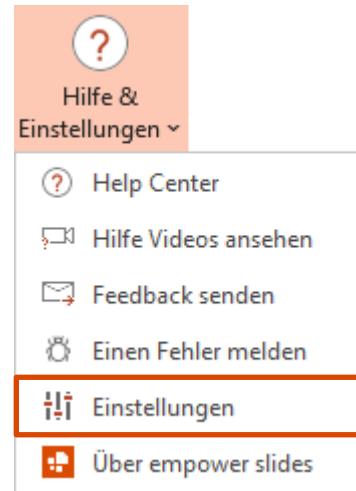 Hilfe &
Einstellungen
Help Center
Hilfe Videos ansehen
Feedback senden
Einen Fehler melden
Einstellungen
Über empower slides